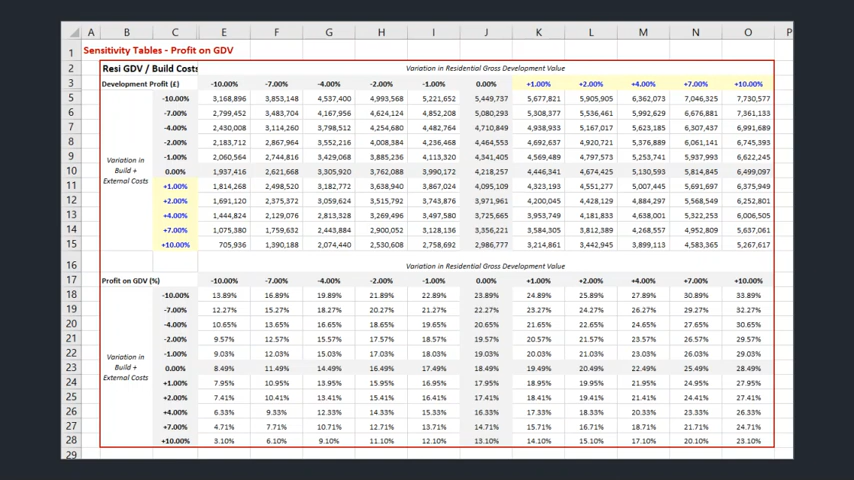 A B C E F G H I J K L M N O P
1 Sensitivity Tables - Profit on GDV
2 Resi GDV / Build Costs Variation in Residential Gross Development Value
3 Development Profit (£) -10.00% -7.00% -4.00% -2.00% -1.00% 0.00% +1.00% +2.00% +4.00% +7.00% +10.00%
5 -10.00% 3,168,896 3,853,148 4,537,400 4,993,568 5,221,652 5,449,737 5,677,821 5,905,905 6,362,073 7,046,325 7,730,577
6 -7.00% 2,799,452 3,483,704 4,167,956 4,624,124 4,852,208 5,080,293 5,308,377 5,536,461 5,992,629 6,676,881 7,361,133
7 -4.00% 2,430,008 3,114,260 3,798,512 4,254,680 4,482,764 4,710,849 4,938,933 5,167,017 5,623,185 6,307,437 6,991,689
8 -2.00% 2,183,712 2,867,964 3,552,216 4,008,384 4,236,468 4,464,553 4,692,637 4,920,721 5,376,889 6,061,141 6,745,393
9 -1.00% 2,060,564 2,744,816 3,429,068 3,885,236 4,113,320 4,341,405 4,569,489 4,797,573 5,253,741 5,937,993 6,622,245
10 0.00% 1,937,416 2,621,668 3,305,920 3,762,088 3,990,172 4,218,257 4,446,341 4,674,425 5,130,593 5,814,845 6,499,097
11 +1.00% 1,814,268 2,498,520 3,182,772 3,638,940 3,867,024 4,095,109 4,323,193 4,551,277 5,007,445 5,691,697 6,375,949
12 +2.00% 1,691,120 2,375,372 3,059,624 3,515,792 3,743,876 3,971,961 4,200,045 4,428,129 4,884,297 5,568,549 6,252,801
13 +4.00% 1,444,824 2,129,076 2,813,328 3,269,496 3,497,580 3,725,665 3,953,749 4,181,833 4,638,001 5,322,253 6,006,505
14 +7.00% 1,075,380 1,759,632 2,443,884 2,900,052 3,128,136 3,356,221 3,584,305 3,812,389 4,268,557 4,952,809 5,637,061
15 +10.00% 705,936 1,390,188 2,074,440 2,530,608 2,758,692 2,986,777 3,214,861 3,442,945 3,899,113 4,583,365 5,267,617
Variation in
Build +
External Costs
16 Variation in Residential Gross Development Value
17 Profit on GDV (%) -10.00% -7.00% -4.00% -2.00% -1.00% 0.00% +1.00% +2.00% +4.00% +7.00% +10.00%
18 -10.00% 13.89% 16.89% 19.89% 21.89% 22.89% 23.89% 24.89% 25.89% 27.89% 30.89% 33.89%
19 -7.00% 12.27% 15.27% 18.27% 20.27% 21.27% 22.27% 23.27% 24.27% 26.27% 29.27% 32.27%
20 -4.00% 10.65% 13.65% 16.65% 18.65% 19.65% 20.65% 21.65% 22.65% 24.65% 27.65% 30.65%
21 -2.00% 9.57% 12.57% 15.57% 17.57% 18.57% 19.57% 20.57% 21.57% 23.57% 26.57% 29.57%
22 -1.00% 9.03% 12.03% 15.03% 17.03% 18.03% 19.03% 20.03% 21.03% 23.03% 26.03% 29.03%
23 0.00% 8.49% 11.49% 14.49% 16.49% 17.49% 18.49% 19.49% 20.49% 22.49% 25.49% 28.49%
24 +1.00% 7.95% 10.95% 13.95% 15.95% 16.95% 17.95% 18.95% 19.95% 21.95% 24.95% 27.95%
25 +2.00% 7.41% 10.41% 13.41% 15.41% 16.41% 17.41% 18.41% 19.41% 21.41% 24.41% 27.41%
26 +4.00% 6.33% 9.33% 12.33% 14.33% 15.33% 16.33% 17.33% 18.33% 20.33% 23.33% 26.33%
27 +7.00% 4.71% 7.71% 10.71% 12.71% 13.71% 14.71% 15.71% 16.71% 18.71% 21.71% 24.71%
28 +10.00% 3.10% 6.10% 9.10% 11.10% 12.10% 13.10% 14.10% 15.10% 17.10% 20.10% 23.10%
Variation in
Build +
External Costs
29